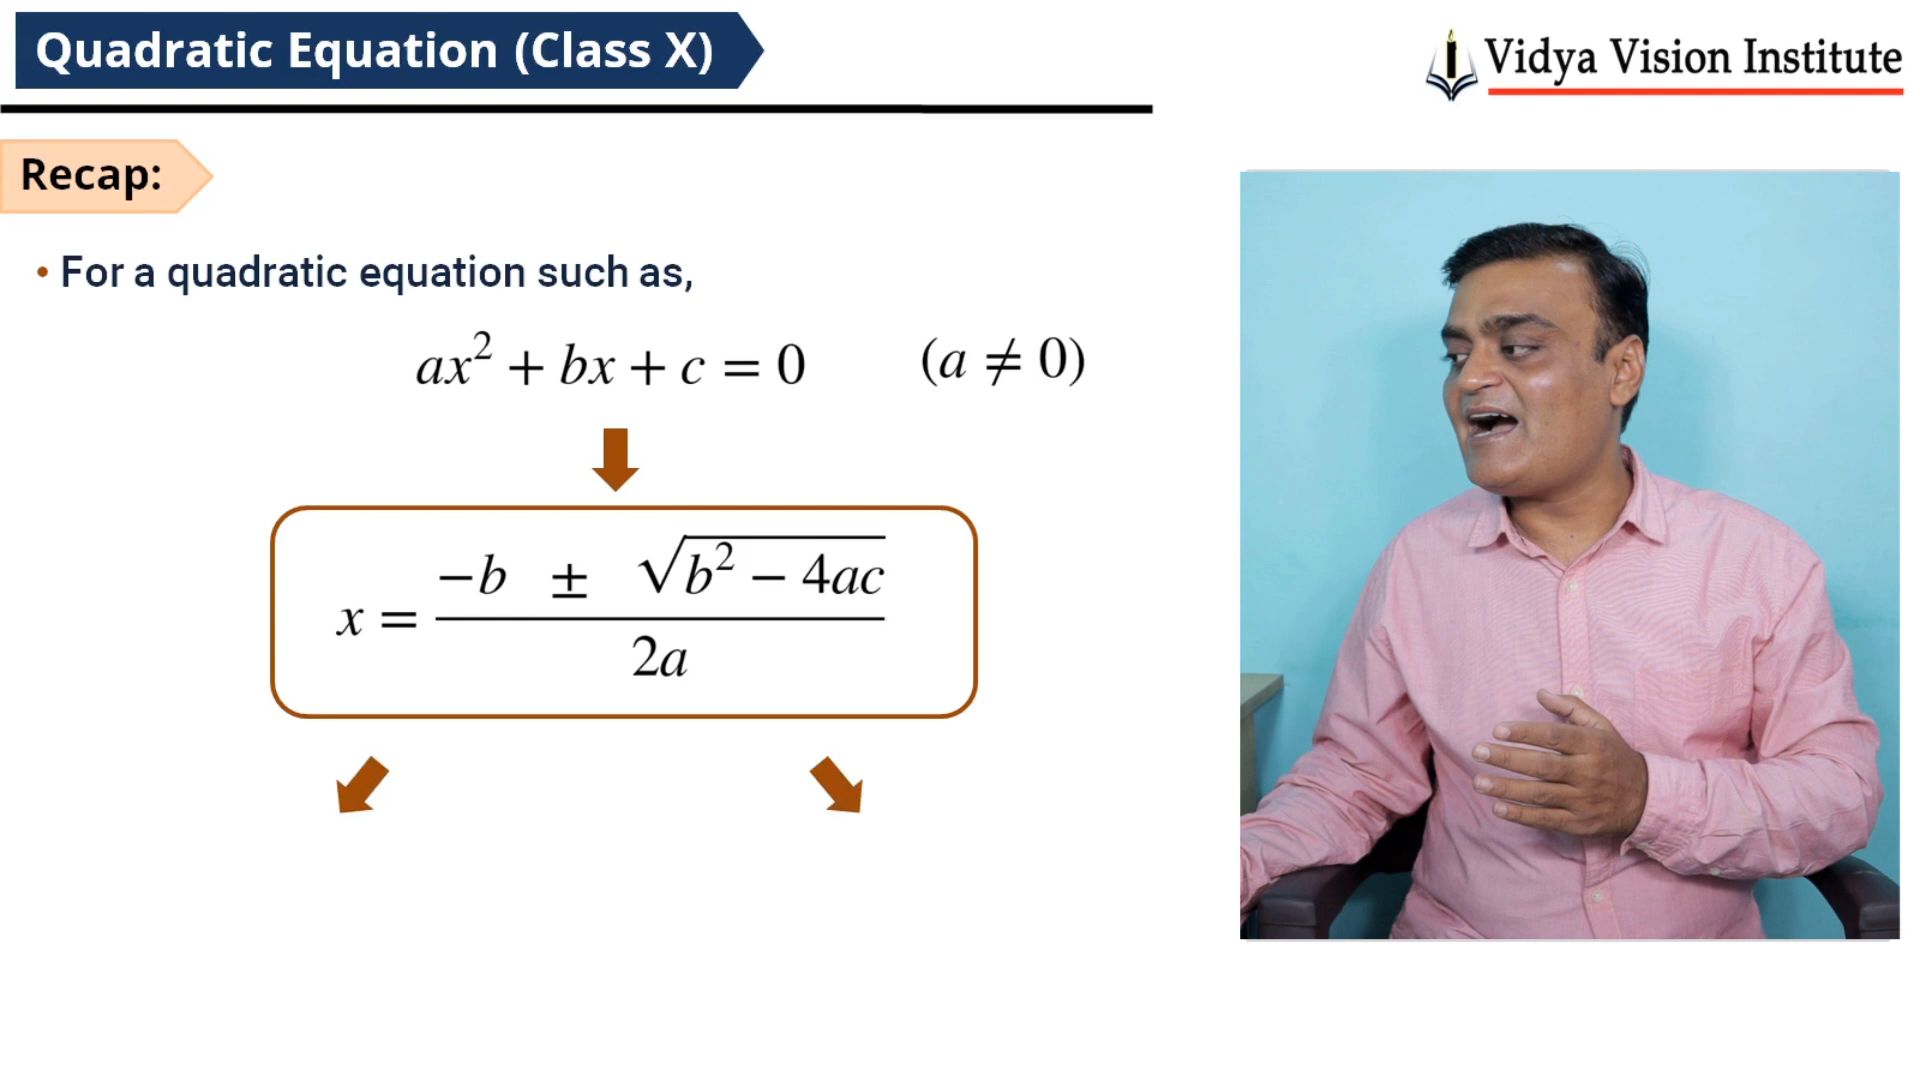 Quadratic Equation (Class X)
Vidya Vision Institute
Recap:
• For a quadratic equation such as,
ax² + bx + c = 0 (a ≠ 0)
x = (-b ± √(b² − 4ac)) / 2a